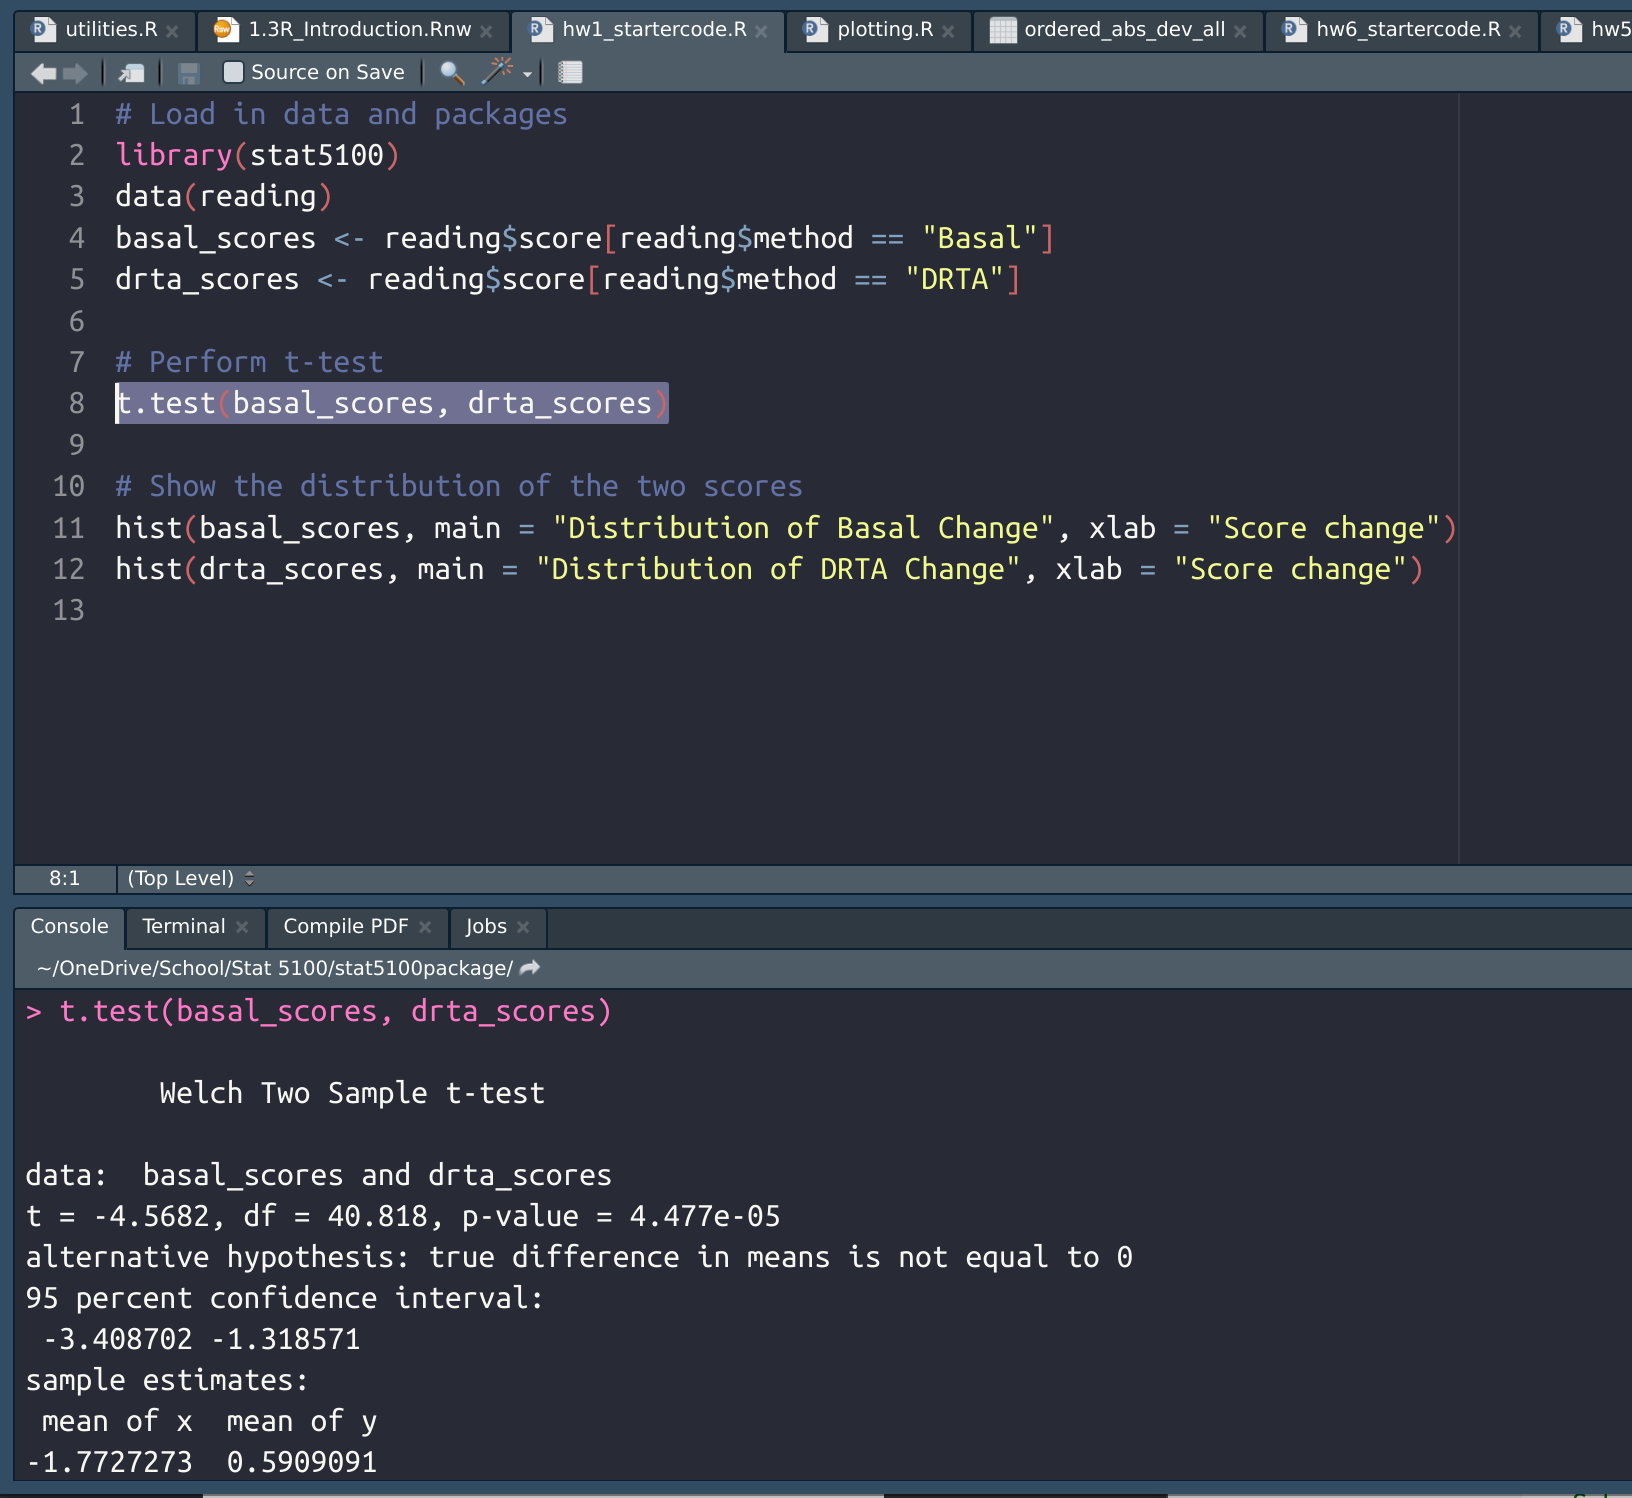 utilities.R 1.3R_Introduction.Rnw hw1_startercode.R plotting.R ordered_abs_dev_all hw6_startercode.R hw5
Source on Save
1 # Load in data and packages
2 library(stat5100)
3 data(reading)
4 basal_scores <- reading$score[reading$method == "Basal"]
5 drta_scores <- reading$score[reading$method == "DRTA"]
6
7 # Perform t-test
8 t.test(basal_scores, drta_scores)
9
10 # Show the distribution of the two scores
11 hist(basal_scores, main = "Distribution of Basal Change", xlab = "Score change")
12 hist(drta_scores, main = "Distribution of DRTA Change", xlab = "Score change")
13
8:1 (Top Level)
Console Terminal Compile PDF Jobs
~/OneDrive/School/Stat 5100/stat5100package/
> t.test(basal_scores, drta_scores)
Welch Two Sample t-test
data:  basal_scores and drta_scores
t = -4.5682, df = 40.818, p-value = 4.477e-05
alternative hypothesis: true difference in means is not equal to 0
95 percent confidence interval:
-3.408702 -1.318571
sample estimates:
mean of x  mean of y
-1.7727273  0.5909091